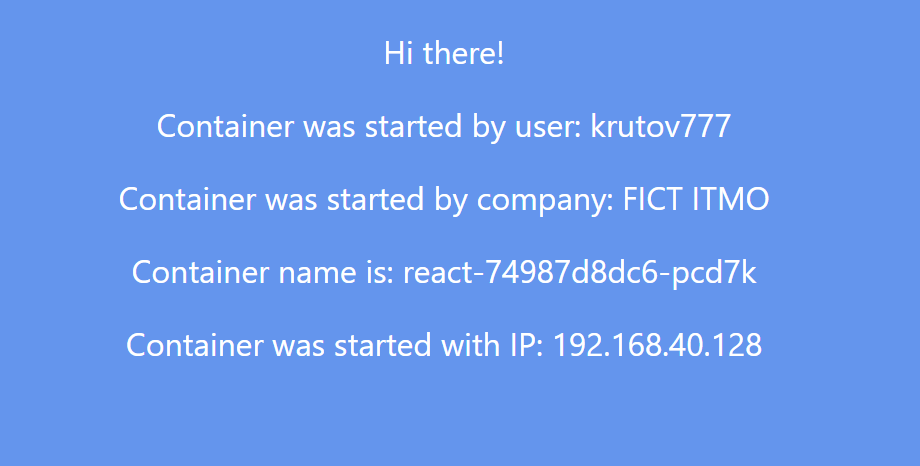 Hi there!
Container was started by user: krutov777
Container was started by company: FICT ITMO
Container name is: react-74987d8dc6-pcd7k
Container was started with IP: 192.168.40.128